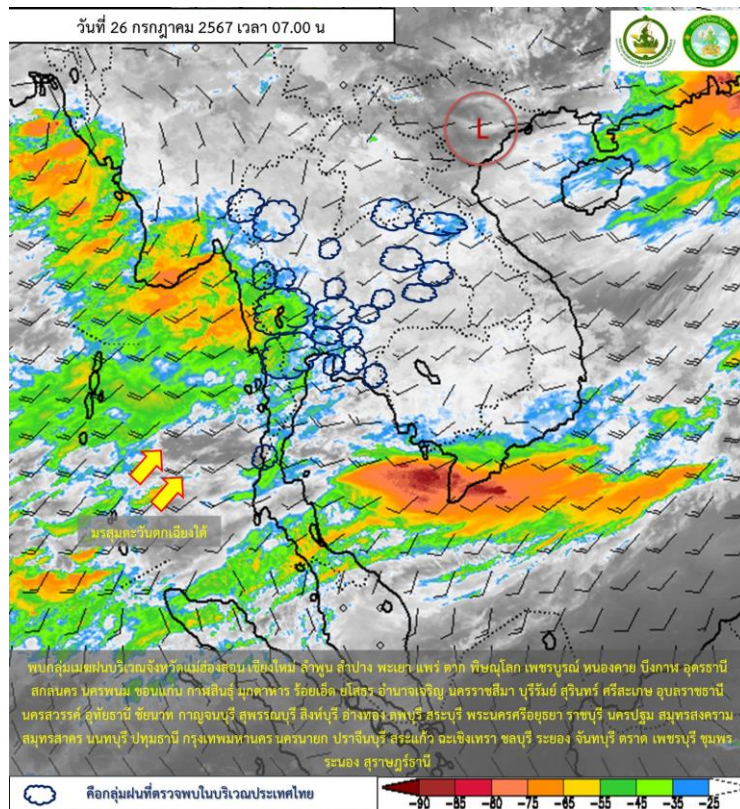 วันที่ 26 กรกฎาคม 2567 เวลา 07.00 น
L
มรสุมตะวันตกเฉียงใต้
พบกลุ่มเมฆฝนบริเวณจังหวัดแม่ฮ่องสอน เชียงใหม่ ลำพูน ลำปาง พะเยา แพร่ ตาก พิษณุโลก เพชรบูรณ์ หนองคาย บึงกาฬ อุดรธานี
สกลนคร นครพนม ขอนแก่น กาฬสินธุ์ มุกดาหาร ร้อยเอ็ด ยโสธร อำนาจเจริญ นครราชสีมา บุรีรัมย์ สุรินทร์ ศรีสะเกษ อุบลราชธานี
นครสวรรค์ อุทัยธานี ชัยนาท กาญจนบุรี สุพรรณบุรี สิงห์บุรี อ่างทอง ลพบุรี สระบุรี พระนครศรีอยุธยา ราชบุรี นครปฐม สมุทรสงคราม
สมุทรสาคร นนทบุรี ปทุมธานี กรุงเทพมหานคร นครนายก ปราจีนบุรี สระแก้ว ฉะเชิงเทรา ชลบุรี ระยอง จันทบุรี ตราด เพชรบุรี ชุมพร
ระนอง สุราษฎร์ธานี
คือกลุ่มฝนที่ตรวจพบในบริเวณประเทศไทย
-90 -85 -80 -75 -65 -55 -45 -35 -25